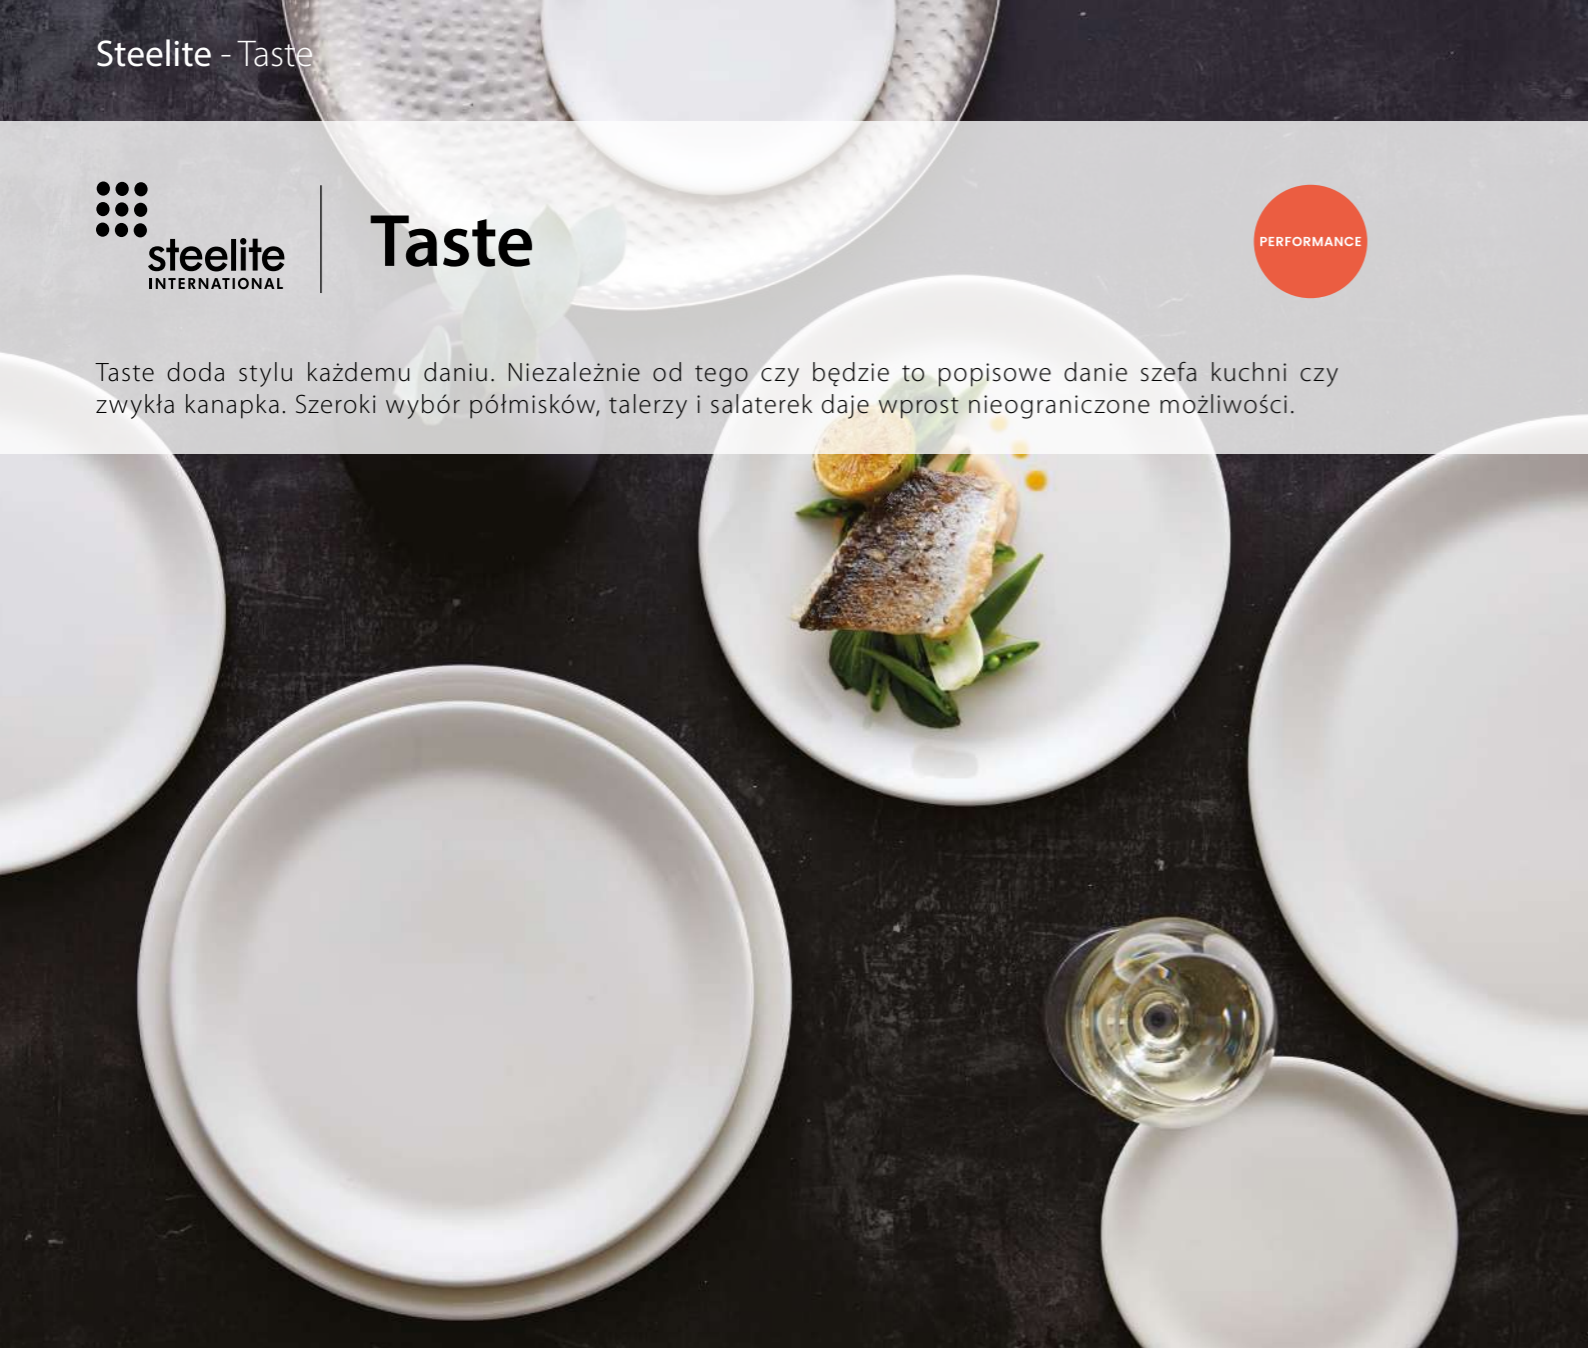 Steelite - Taste
steelite
INTERNATIONAL
Taste
PERFORMANCE
Taste doda stylu każdemu daniu. Niezależnie od tego czy będzie to popisowe danie szefa kuchni czy
zwykła kanapka. Szeroki wybór półmisków, talerzy i salaterek daje wprost nieograniczone możliwości.